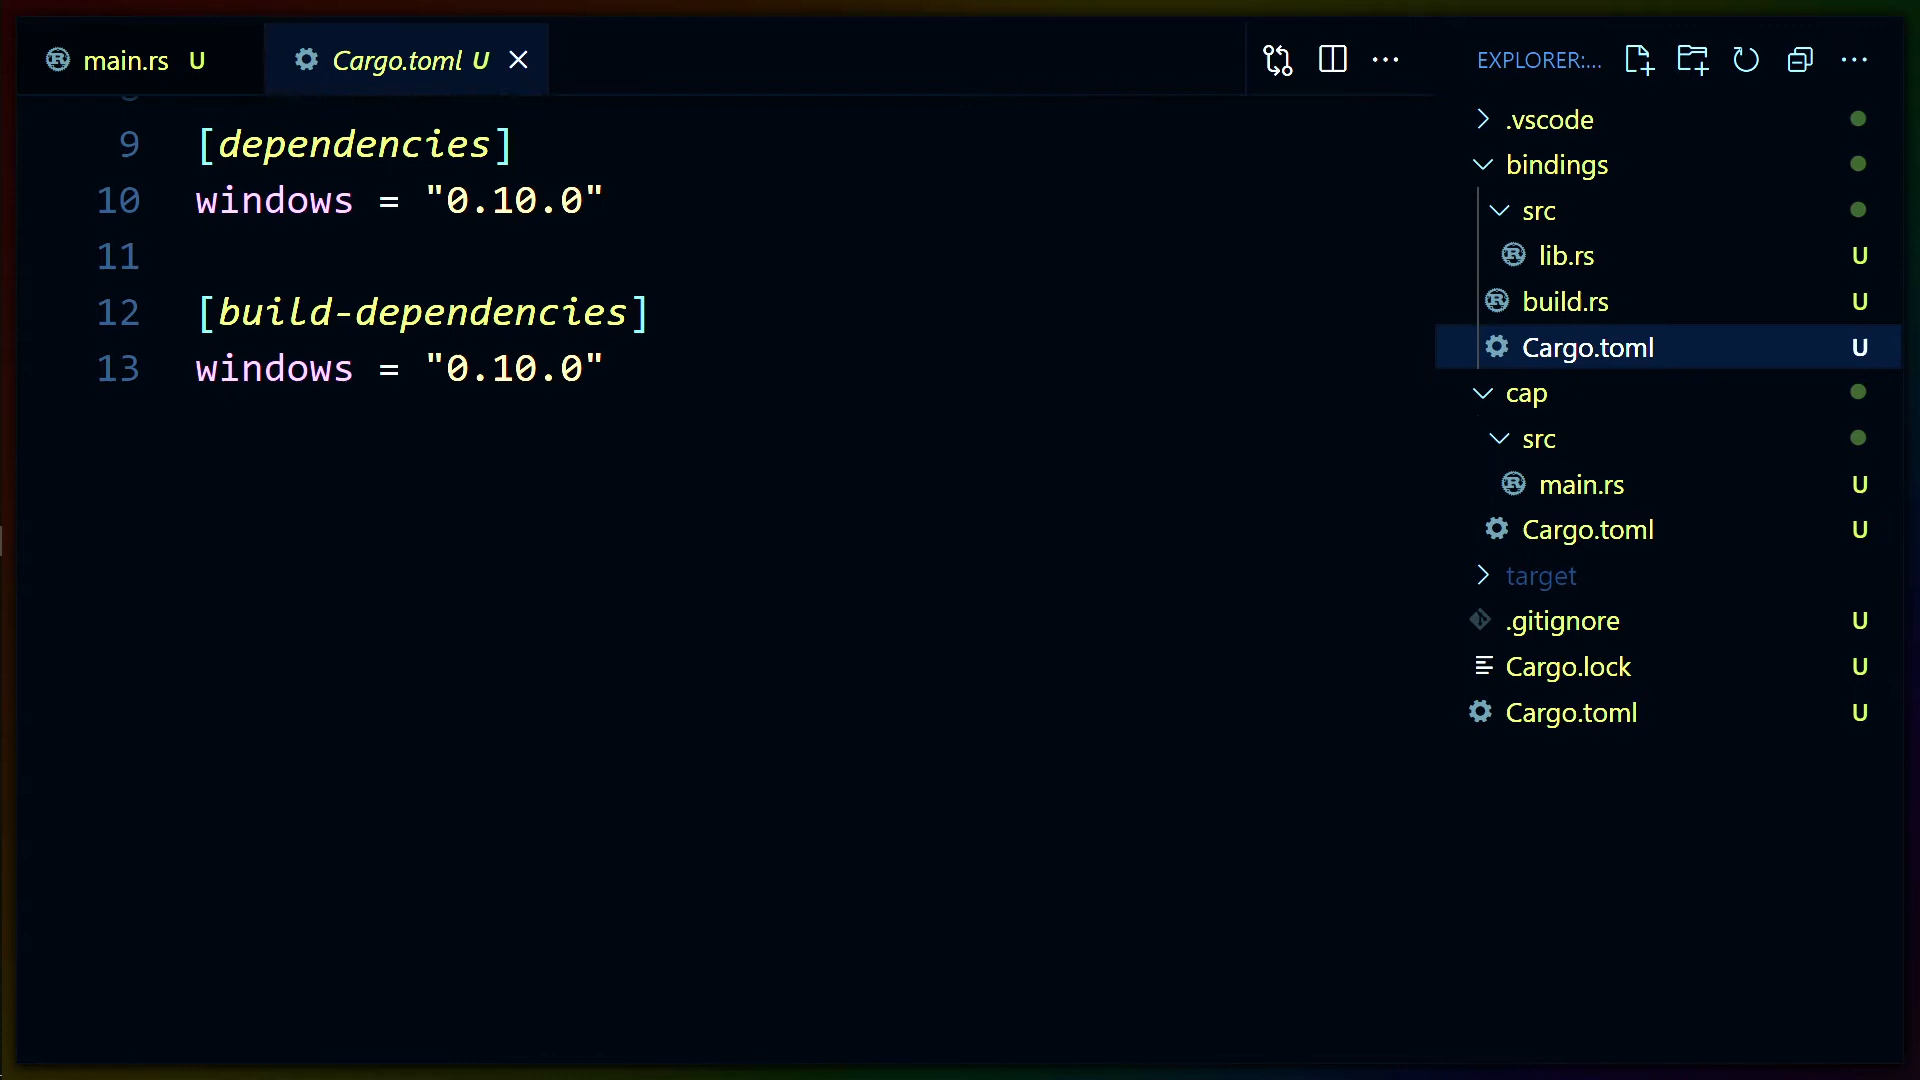 main.rs U
Cargo.toml U
EXPLORER:...
9 [dependencies]
10 windows = "0.10.0"
11
12 [build-dependencies]
13 windows = "0.10.0"
.vscode
bindings
src
lib.rs U
build.rs U
Cargo.toml U
cap
src
main.rs U
Cargo.toml U
target
.gitignore U
Cargo.lock U
Cargo.toml U